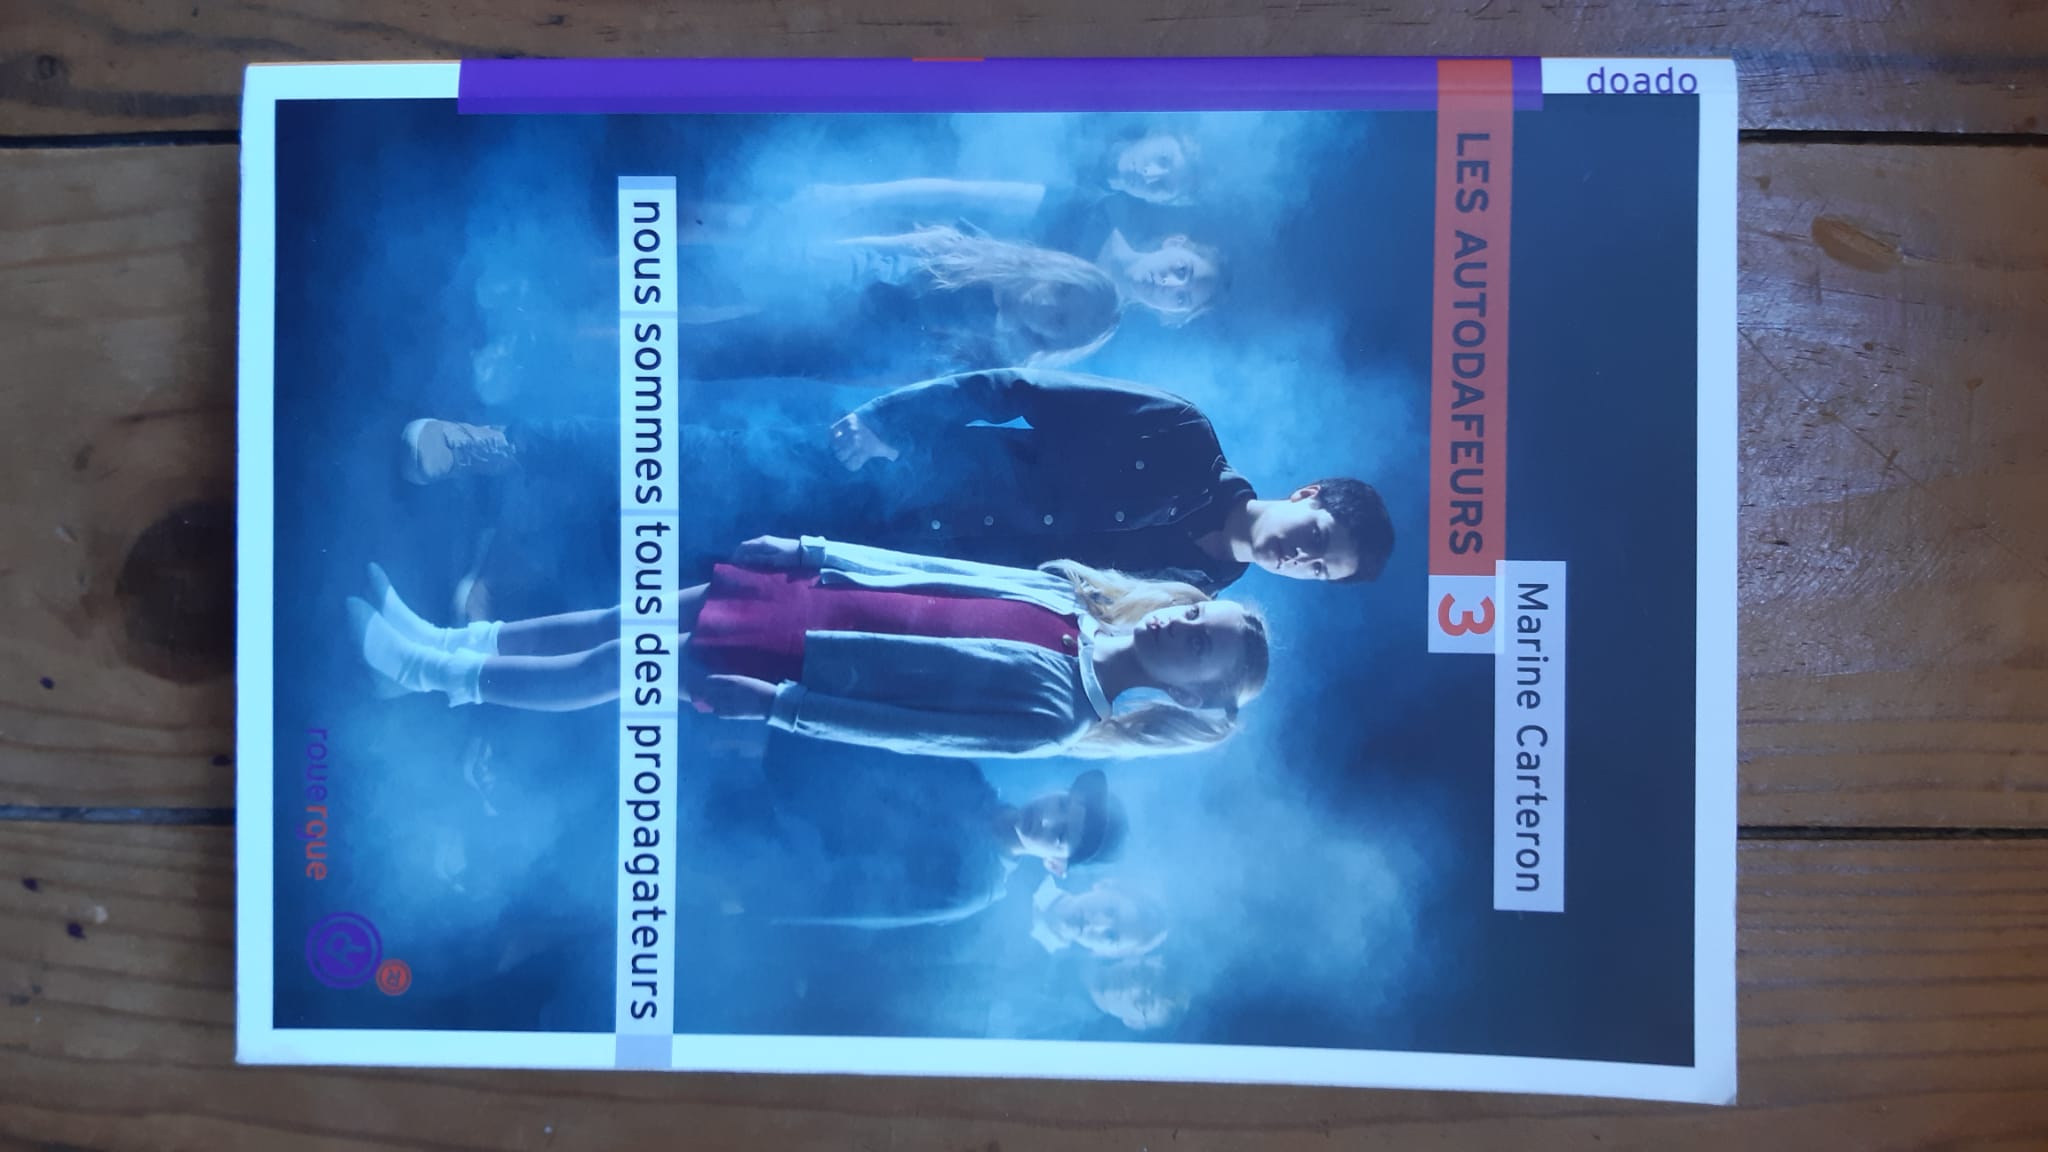 doado
Marine Carteron
LES AUTODAFEURS 3
nous sommes tous des propagateurs
rouergue